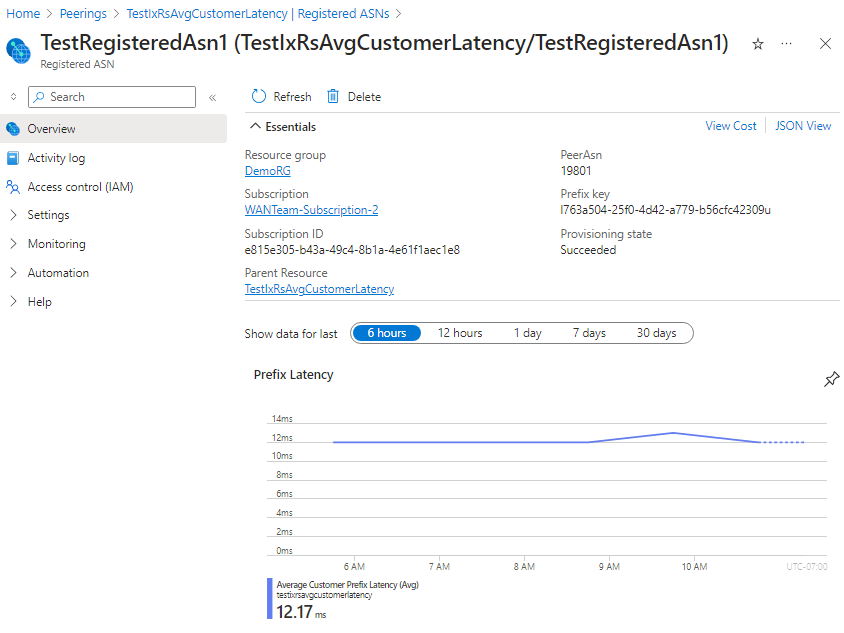 Home > Peerings > TestIxRsAvgCustomerLatency | Registered ASNs >
TestRegisteredAsn1 (TestIxRsAvgCustomerLatency/TestRegisteredAsn1)
Registered ASN
Search
Overview
Activity log
Access control (IAM)
Settings
Monitoring
Automation
Help
Refresh
Delete
Essentials
View Cost
JSON View
Resource group
DemoRG
Subscription
WANTeam-Subscription-2
Subscription ID
e815e305-b43a-49c4-8b1a-4e61f1aec1e8
Parent Resource
TestIxRsAvgCustomerLatency
PeerAsn
19801
Prefix key
l763a504-25f0-4d42-a779-b56cfc42309u
Provisioning state
Succeeded
Show data for last
6 hours
12 hours
1 day
7 days
30 days
Prefix Latency
14ms
12ms
10ms
8ms
6ms
4ms
2ms
0ms
6 AM
7 AM
8 AM
9 AM
10 AM
UTC-07:00
Average Customer Prefix Latency (Avg)
testixrsavgcustomerlatency
12.17 ms